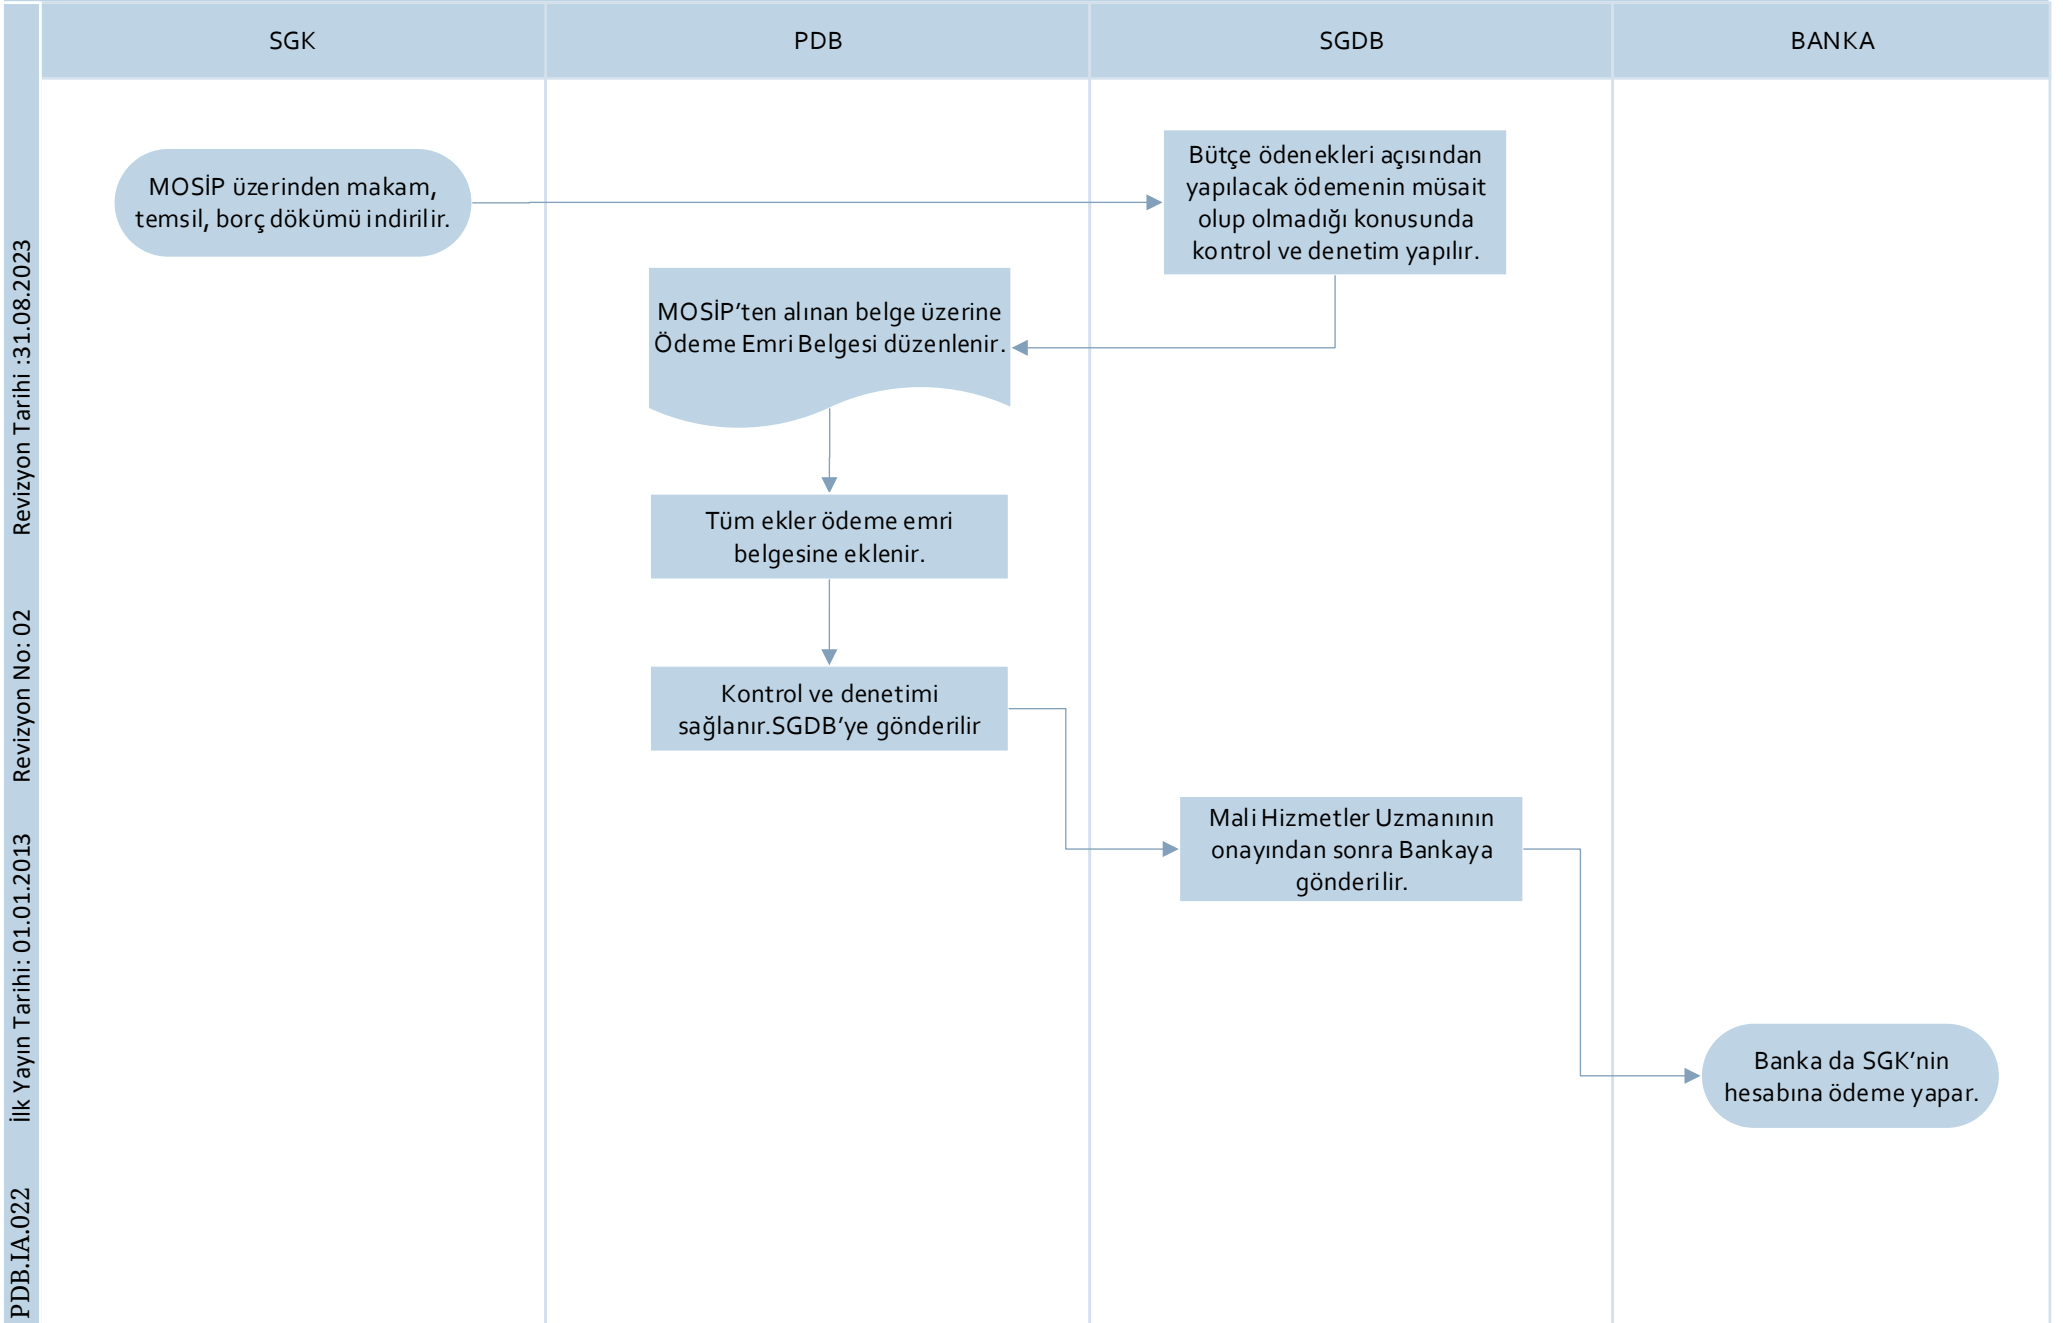 SGK
PDB
SGDB
BANKA
MOSİP üzerinden makam,
temsil, borç dökümü indirilir.
Bütçe ödenekleri açısından
yapılacak ödemenin müsait
olup olmadığı konusunda
kontrol ve denetim yapılır.
MOSİP’ten alınan belge üzerine
Ödeme Emri Belgesi düzenlenir.
Tüm ekler ödeme emri
belgesine eklenir.
Kontrol ve denetimi
sağlanır.SGDB’ye gönderilir
Mali Hizmetler Uzmanının
onayından sonra Bankaya
gönderilir.
Banka da SGK’nin
hesabına ödeme yapar.
PDB.IA.022 İlk Yayın Tarihi: 01.01.2013 Revizyon No: 02 Revizyon Tarihi :31.08.2023